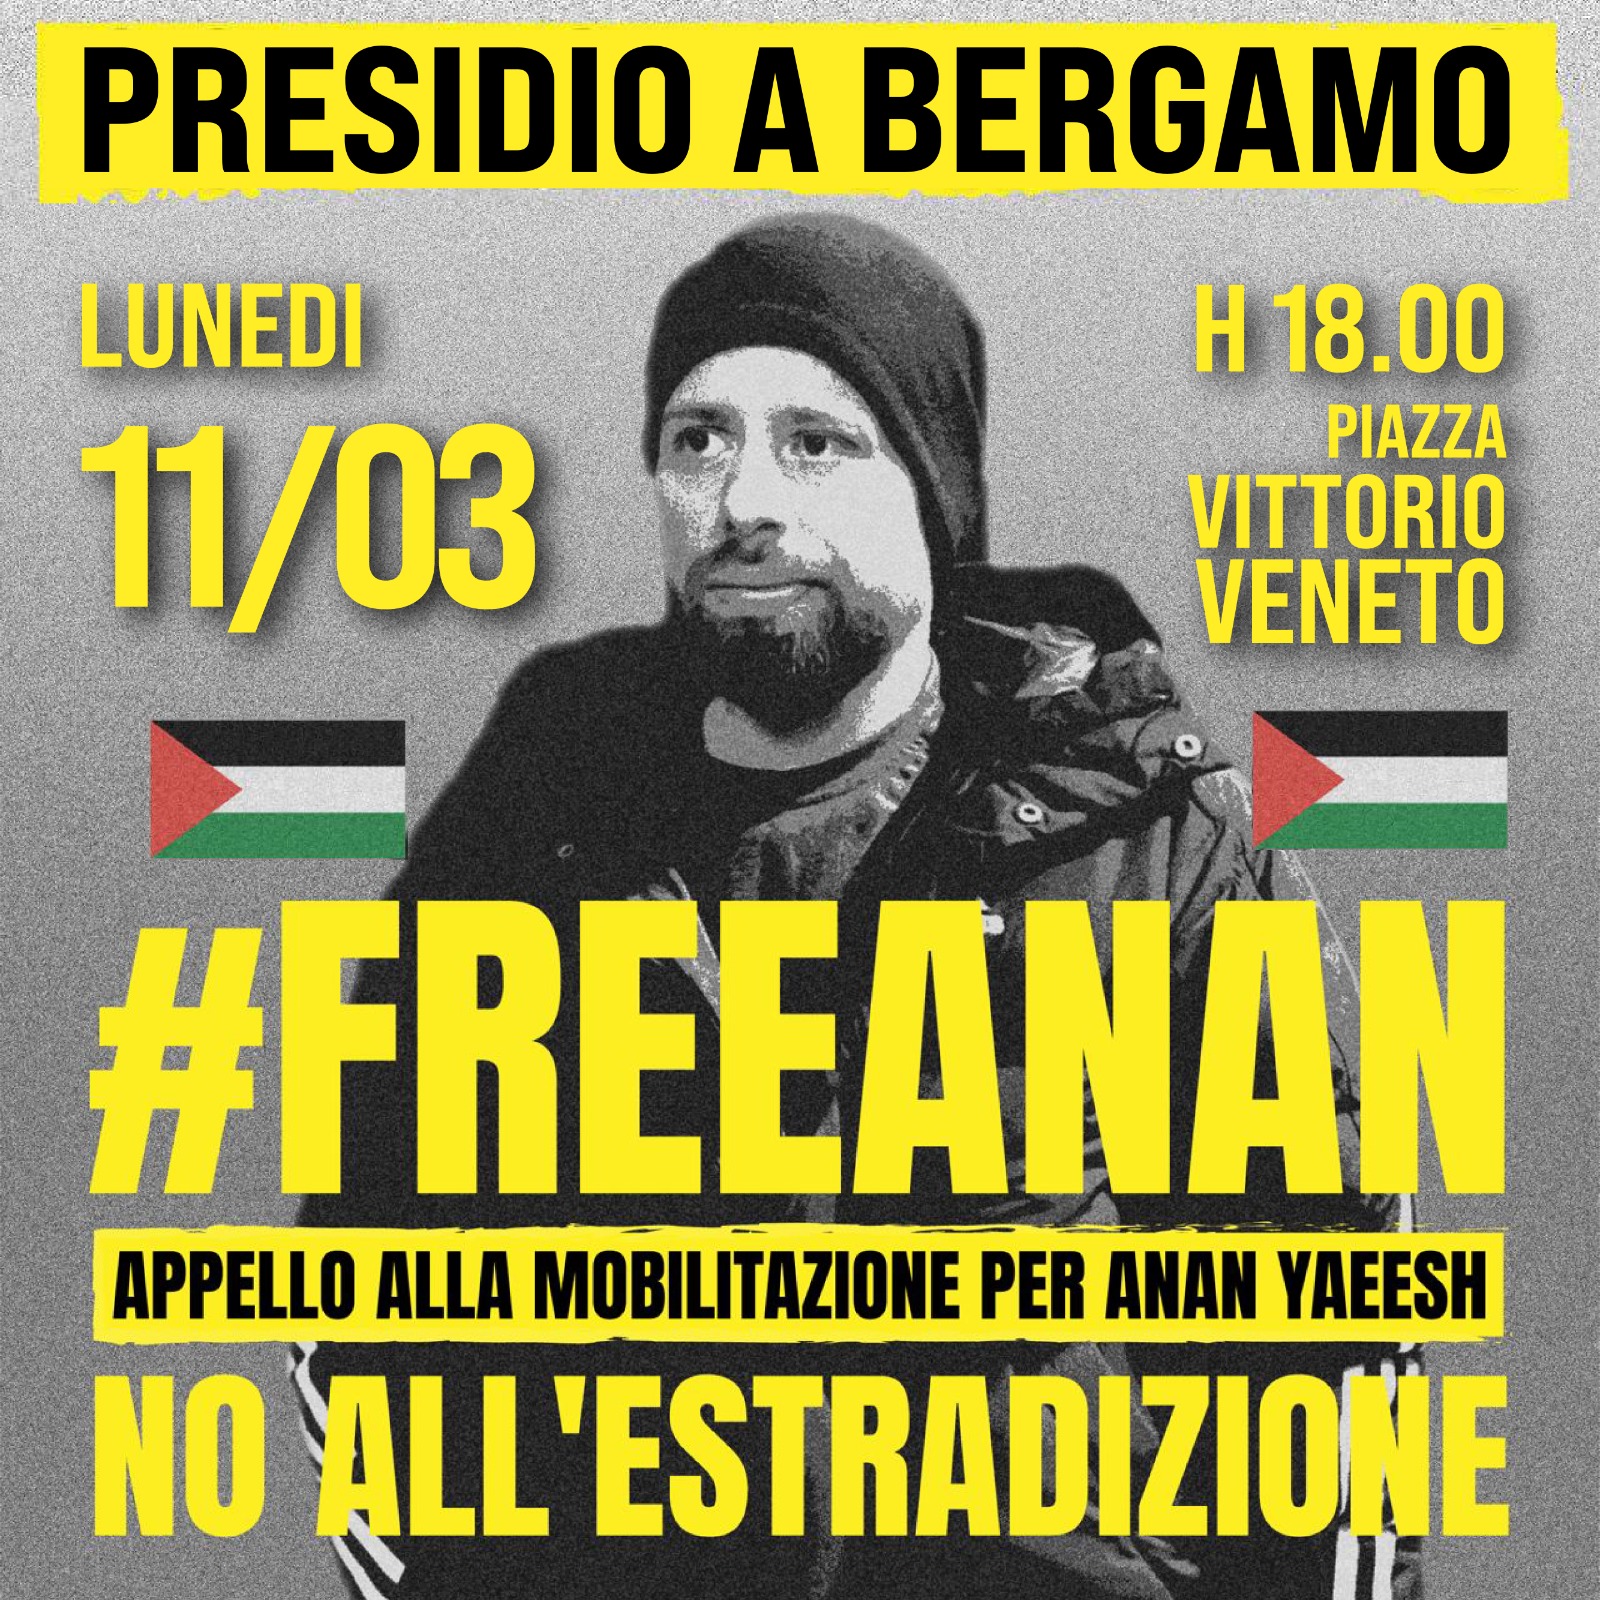 PRESIDIO A BERGAMO
LUNEDI
11/03
H 18.00
PIAZZA
VITTORIO
VENETO
#FREEANAN
APPELLO ALLA MOBILITAZIONE PER ANAN YAEESH
NO ALL'ESTRADIZIONE